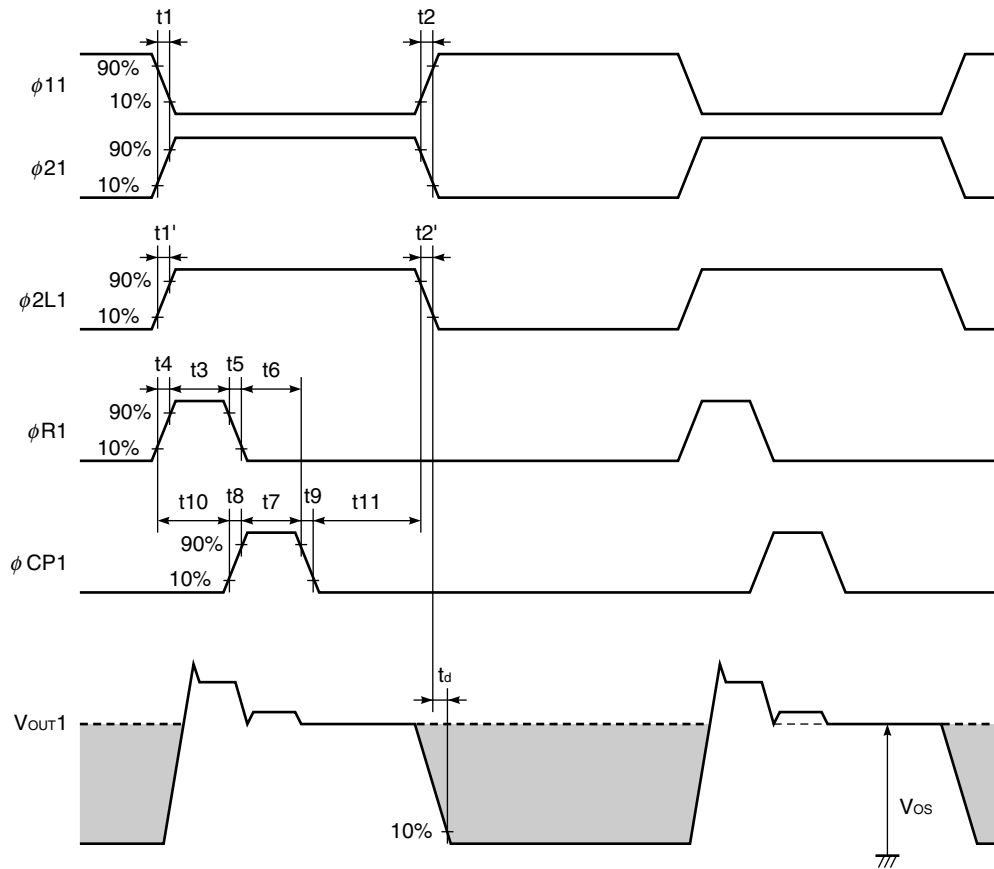 t1 t2
90%
ϕ11
10%
90%
ϕ21
10%
t1' t2'
90%
ϕ2L1
10%
t4 t3 t5 t6
90%
ϕR1
10%
t10 t8 t7 t9 t11
90%
ϕCP1
10%
td
VOUT1
VOS
10%